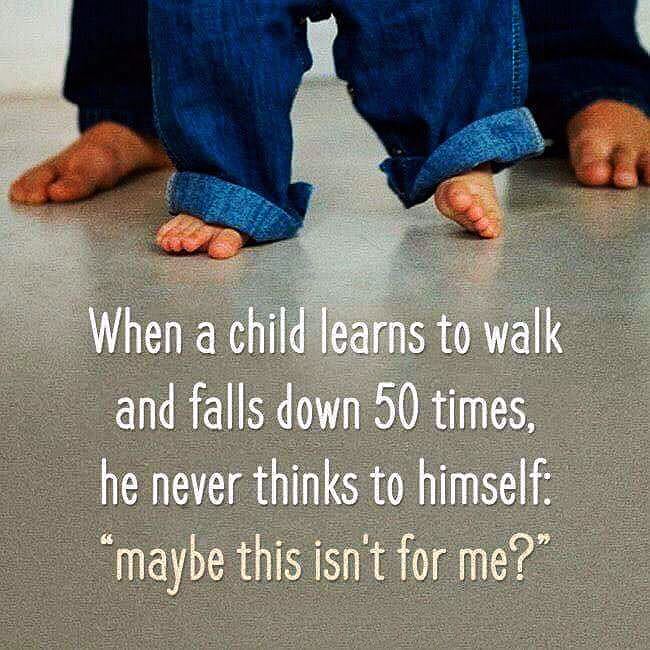 When a child learns to walk
and falls down 50 times,
he never thinks to himself:
“maybe this isn't for me?”